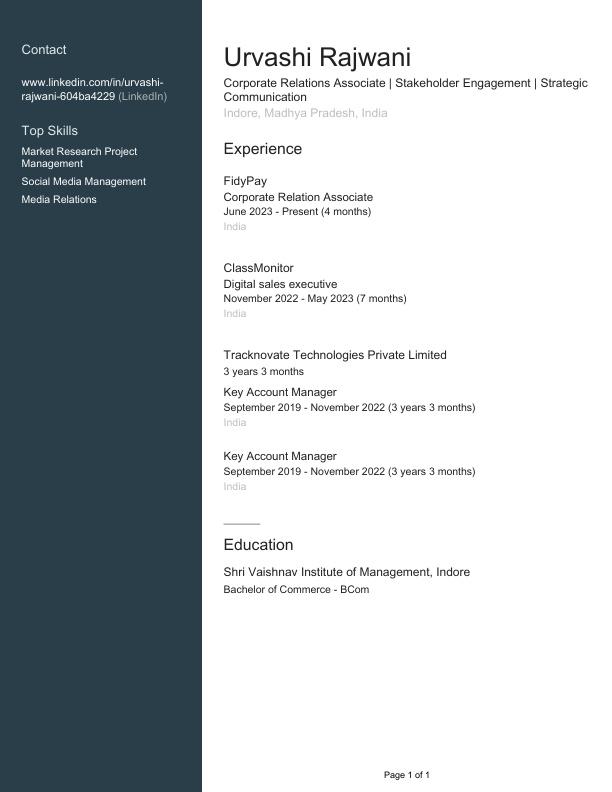 Contact
www.linkedin.com/in/urvashi-
rajwani-604ba4229 (LinkedIn)
Top Skills
Market Research Project
Management
Social Media Management
Media Relations
Urvashi Rajwani
Corporate Relations Associate | Stakeholder Engagement | Strategic
Communication
Indore, Madhya Pradesh, India
Experience
FidyPay
Corporate Relation Associate
June 2023 - Present (4 months)
India
ClassMonitor
Digital sales executive
November 2022 - May 2023 (7 months)
India
Tracknovate Technologies Private Limited
3 years 3 months
Key Account Manager
September 2019 - November 2022 (3 years 3 months)
India
Key Account Manager
September 2019 - November 2022 (3 years 3 months)
India
Education
Shri Vaishnav Institute of Management, Indore
Bachelor of Commerce - BCom
Page 1 of 1